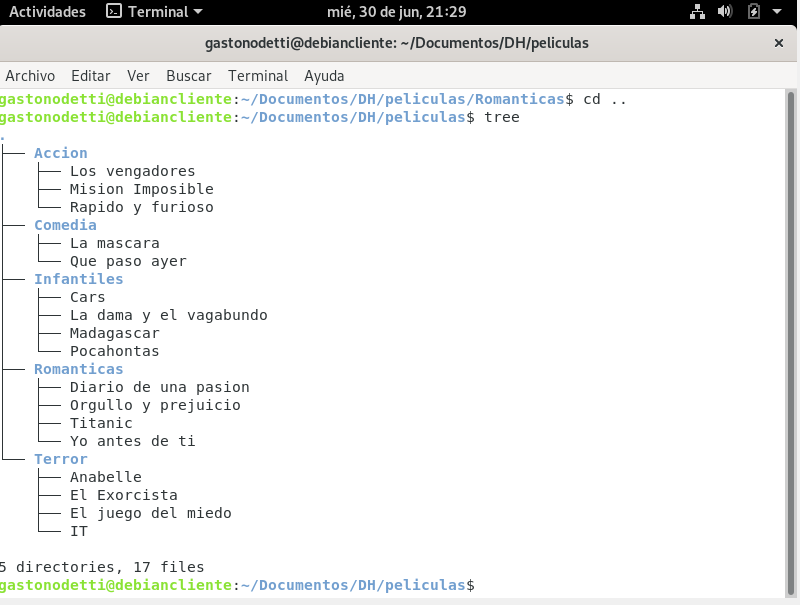 Actividades Terminal mié, 30 de jun, 21:29
gastonodetti@debiancliente: ~/Documentos/DH/peliculas ×
Archivo Editar Ver Buscar Terminal Ayuda
gastonodetti@debiancliente:~/Documentos/DH/peliculas/Romanticas$ cd ..
gastonodetti@debiancliente:~/Documentos/DH/peliculas$ tree
.
├── Accion
│   ├── Los vengadores
│   ├── Mision Imposible
│   └── Rapido y furioso
├── Comedia
│   ├── La mascara
│   └── Que paso ayer
├── Infantiles
│   ├── Cars
│   ├── La dama y el vagabundo
│   ├── Madagascar
│   └── Pocahontas
├── Romanticas
│   ├── Diario de una pasion
│   ├── Orgullo y prejuicio
│   ├── Titanic
│   └── Yo antes de ti
└── Terror
    ├── Anabelle
    ├── El Exorcista
    ├── El juego del miedo
    └── IT
5 directories, 17 files
gastonodetti@debiancliente:~/Documentos/DH/peliculas$